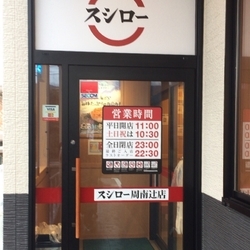 スシロー
SECOM
営業時間
平日開店 11:00
土日祝は 10:30
全日閉店 23:00
22:30
スシロー周南辻店